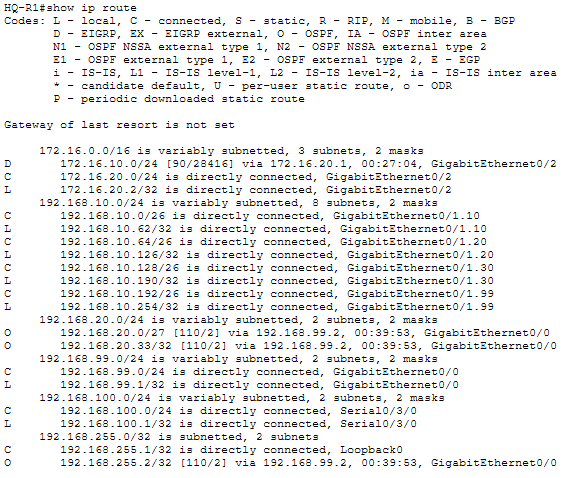 HQ-R1#show ip route
Codes: L - local, C - connected, S - static, R - RIP, M - mobile, B - BGP
       D - EIGRP, EX - EIGRP external, O - OSPF, IA - OSPF inter area
       N1 - OSPF NSSA external type 1, N2 - OSPF NSSA external type 2
       E1 - OSPF external type 1, E2 - OSPF external type 2, E - EGP
       i - IS-IS, L1 - IS-IS level-1, L2 - IS-IS level-2, ia - IS-IS inter area
       * - candidate default, U - per-user static route, o - ODR
       P - periodic downloaded static route

Gateway of last resort is not set

     172.16.0.0/16 is variably subnetted, 3 subnets, 2 masks
D       172.16.10.0/24 [90/28416] via 172.16.20.1, 00:27:04, GigabitEthernet0/2
C       172.16.20.0/24 is directly connected, GigabitEthernet0/2
L       172.16.20.2/32 is directly connected, GigabitEthernet0/2
     192.168.10.0/24 is variably subnetted, 8 subnets, 2 masks
C       192.168.10.0/26 is directly connected, GigabitEthernet0/1.10
L       192.168.10.62/32 is directly connected, GigabitEthernet0/1.10
C       192.168.10.64/26 is directly connected, GigabitEthernet0/1.20
L       192.168.10.126/32 is directly connected, GigabitEthernet0/1.20
C       192.168.10.128/26 is directly connected, GigabitEthernet0/1.30
L       192.168.10.190/32 is directly connected, GigabitEthernet0/1.30
C       192.168.10.192/26 is directly connected, GigabitEthernet0/1.99
L       192.168.10.254/32 is directly connected, GigabitEthernet0/1.99
     192.168.20.0/24 is variably subnetted, 2 subnets, 2 masks
O       192.168.20.0/27 [110/2] via 192.168.99.2, 00:39:53, GigabitEthernet0/0
O       192.168.20.33/32 [110/2] via 192.168.99.2, 00:39:53, GigabitEthernet0/0
     192.168.99.0/24 is variably subnetted, 2 subnets, 2 masks
C       192.168.99.0/24 is directly connected, GigabitEthernet0/0
L       192.168.99.1/32 is directly connected, GigabitEthernet0/0
     192.168.100.0/24 is variably subnetted, 2 subnets, 2 masks
C       192.168.100.0/24 is directly connected, Serial0/3/0
L       192.168.100.1/32 is directly connected, Serial0/3/0
     192.168.255.0/32 is subnetted, 2 subnets
C       192.168.255.1/32 is directly connected, Loopback0
O       192.168.255.2/32 [110/2] via 192.168.99.2, 00:39:53, GigabitEthernet0/0